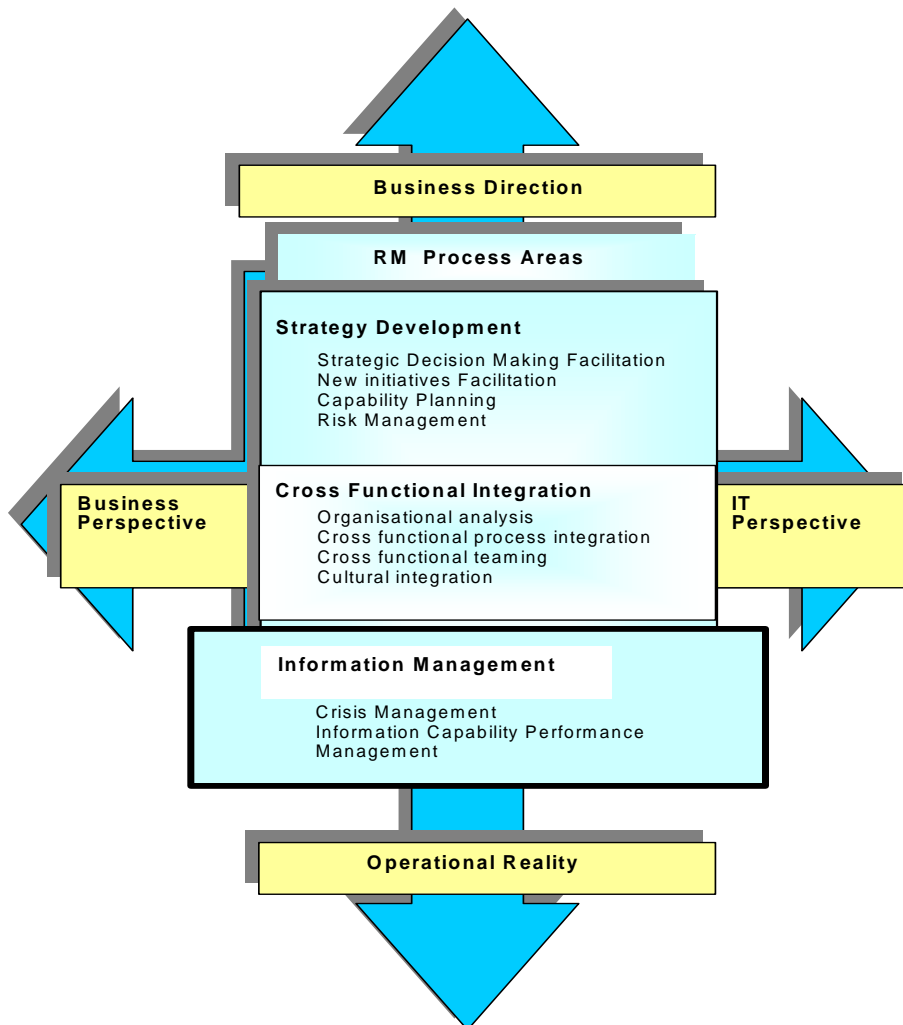 Business Direction
RM Process Areas
Strategy Development
Strategic Decision Making Facilitation
New initiatives Facilitation
Capability Planning
Risk Management
Business
Perspective
Cross Functional Integration
Organisational analysis
Cross functional process integration
Cross functional teaming
Cultural integration
IT
Perspective
Information Management
Crisis Management
Information Capability Performance
Management
Operational Reality